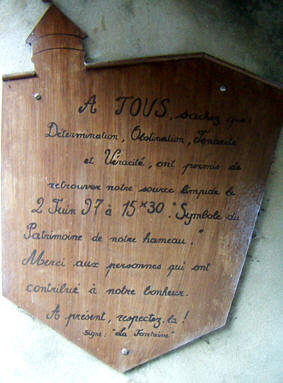 A TOUS, sachez que:
Détermination, Obstination, Ténacité
et Véracité, ont permis de
retrouver notre source limpide le
2 Juin 97 à 15H30 "Symbole du
Patrimoine de notre hameau."
Merci aux personnes qui ont
contribué à notre bonheur.
A présent, respectez-la !
signé: "La Fontaine"